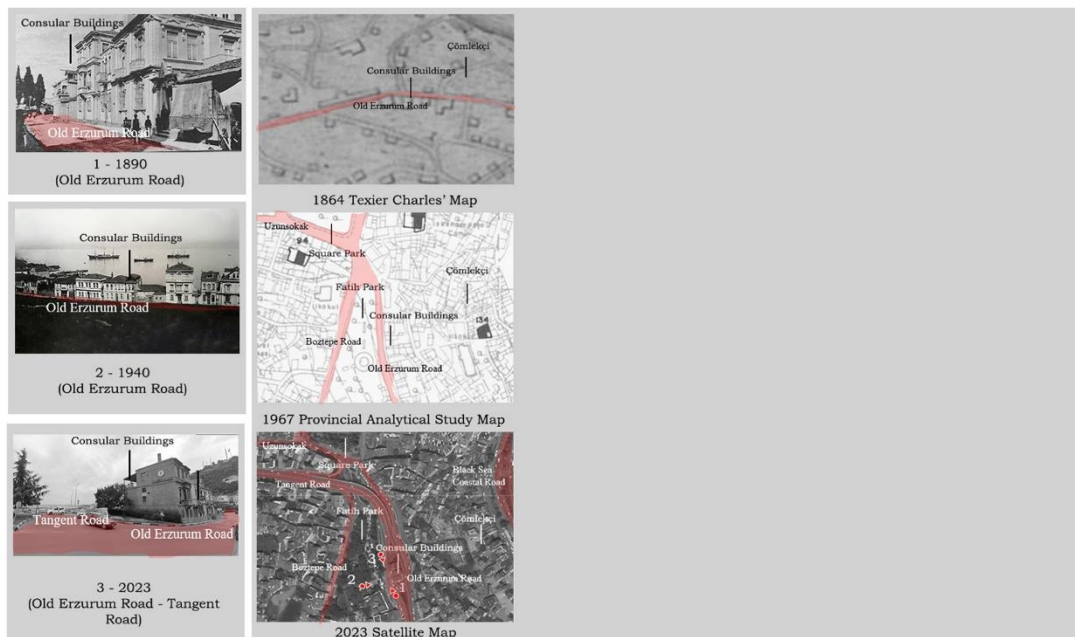 Consular Buildings
Old Erzurum Road
1 - 1890
(Old Erzurum Road)
Consular Buildings
Old Erzurum Road
2 - 1940
(Old Erzurum Road)
Consular Buildings
Tangent Road
Old Erzurum Road
3 - 2023
(Old Erzurum Road - Tangent
Road)
Çömlekçi
Consular Buildings
Old Erzurum Road
1864 Texier Charles’ Map
Uzunsokak
94
Square Park
Çömlekçi
Fatih Park
Consular Buildings
134
Boztepe Road
Old Erzurum Road
1967 Provincial Analytical Study Map
Uzunsokak
Square Park
Black Sea
Coastal Road
Tangent Road
Fatih Park
Çömlekçi
Consular Buildings
3
Boztepe Road
Old Erzurum Road
2
1
2023 Satellite Map